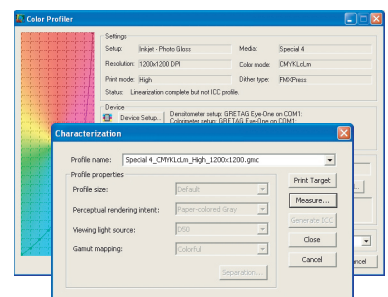 Color Profiler
Settings
Setup: Inkjet - Photo Gloss Media: Special 4
Resolution: 1200x1200 DPI Color mode: CMYKLcLm
Print mode: High Dither type: FMXPress
Status: Linearization complete but not ICC profile.
Device
Device Setup... Densitometer setup: GRETAG Eye-One on COM1:
Colorimeter setup: GRETAG Eye-One on COM1:
Characterization
Profile name: Special 4_CMYKLcLm_High_1200x1200.gmc
Profile properties
Print Target
Profile size: Default
Measure...
Perceptual rendering intent: Paper-colored Gray
Generate ICC
Viewing light source: D50
Close
Gamut mapping: Colorful
Cancel
Separation...